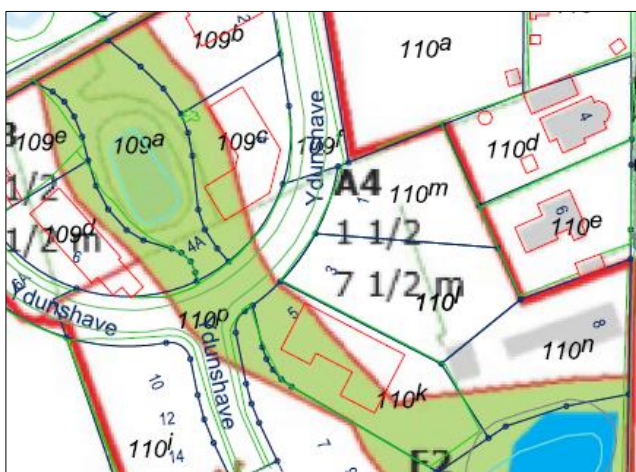 109b
110a
109e
109a
109c
4
110d
1/2
109f
Ydunshave
A4
110m
1
6
110e
109d
1/2 m
4A
6
1 1/2
3
7 1/2 m
110l
Ydunshave
110p
5
8
110n
Ydunshave
10
110k
12
110i
14
7